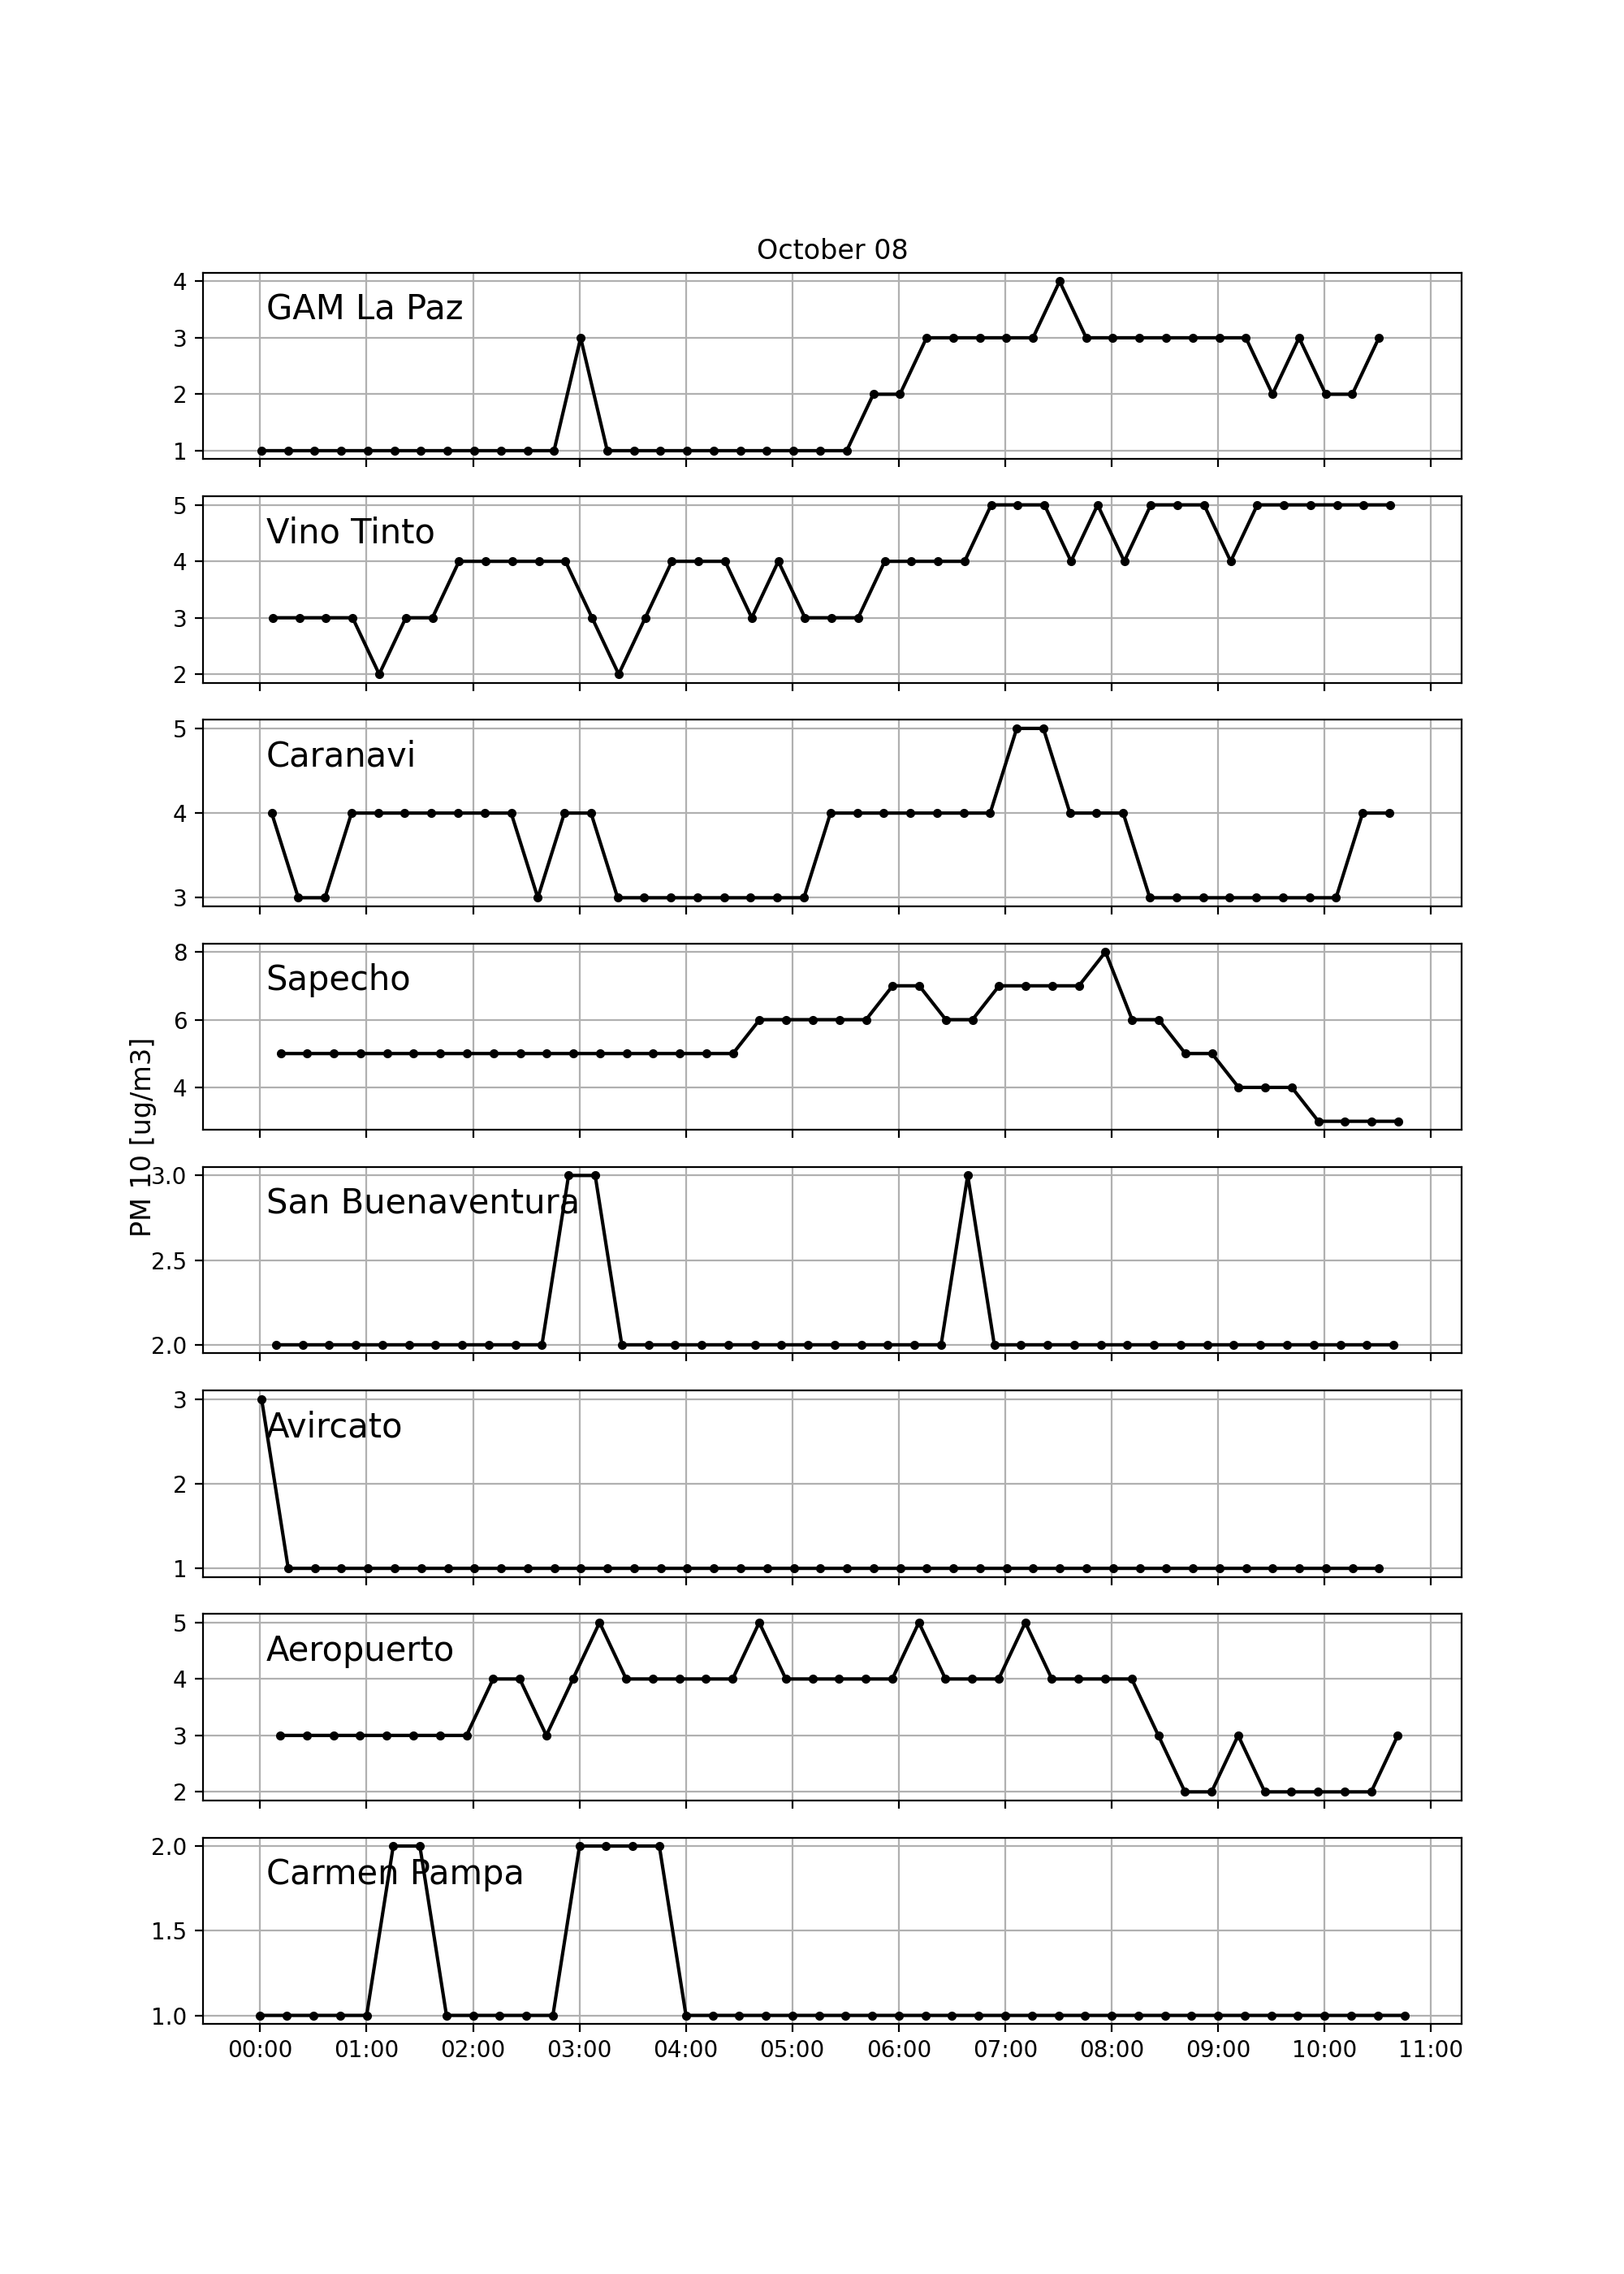 October 08
4
GAM La Paz
3
2
1
5
Vino Tinto
4
3
2
5
Caranavi
4
3
8
Sapecho
6
4
PM 10 [ug/m3]
3.0
San Buenaventura
2.5
2.0
3
Avircato
2
1
5
Aeropuerto
4
3
2
2.0
Carmen Pampa
1.5
1.0
00:00 01:00 02:00 03:00 04:00 05:00 06:00 07:00 08:00 09:00 10:00 11:00